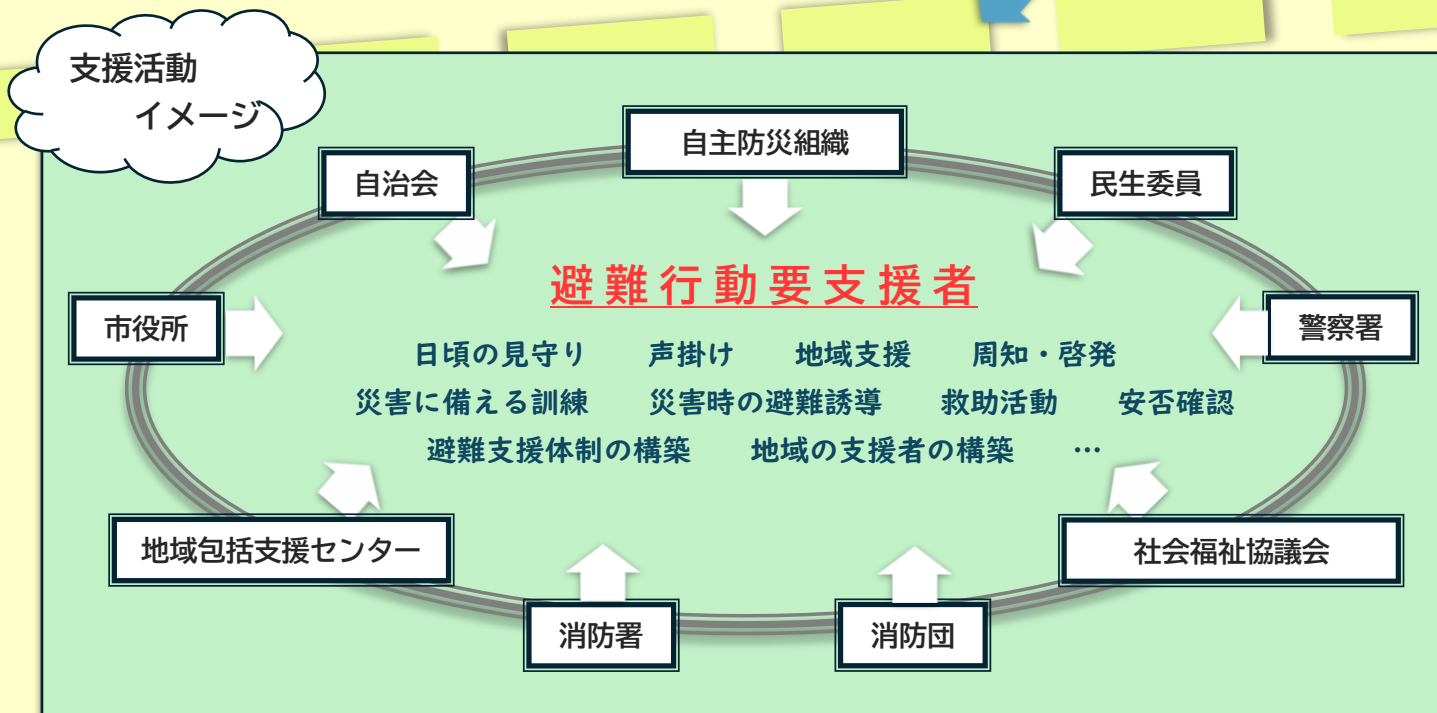 支援活動
イメージ
自主防災組織
自治会
民生委員
避難行動要支援者
市役所
警察署
日頃の見守り 声掛け 地域支援 周知・啓発
災害に備える訓練 災害時の避難誘導 救助活動 安否確認
避難支援体制の構築 地域の支援者の構築 …
地域包括支援センター
社会福祉協議会
消防署
消防団